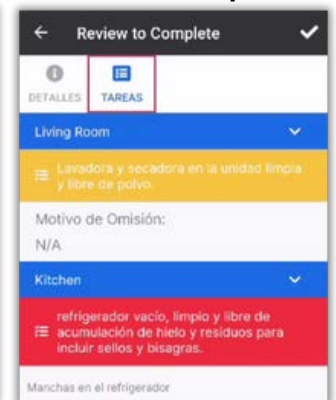 Review to Complete
DETALLES
TAREAS
Living Room
Lavadora y secadora en la unidad limpia
y libre de polvo.
Motivo de Omisión:
N/A
Kitchen
refrigerador vacío, limpio y libre de
acumulación de hielo y residuos para
incluir sellos y bisagras.
Manchas en el refrigerador